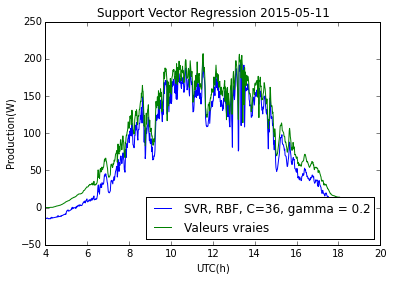 Support Vector Regression 2015-05-11
Production(W)
250
200
150
100
50
0
−50
SVR, RBF, C=36, gamma = 0.2
Valeurs vraies
4 6 8 10 12 14 16 18 20
UTC(h)